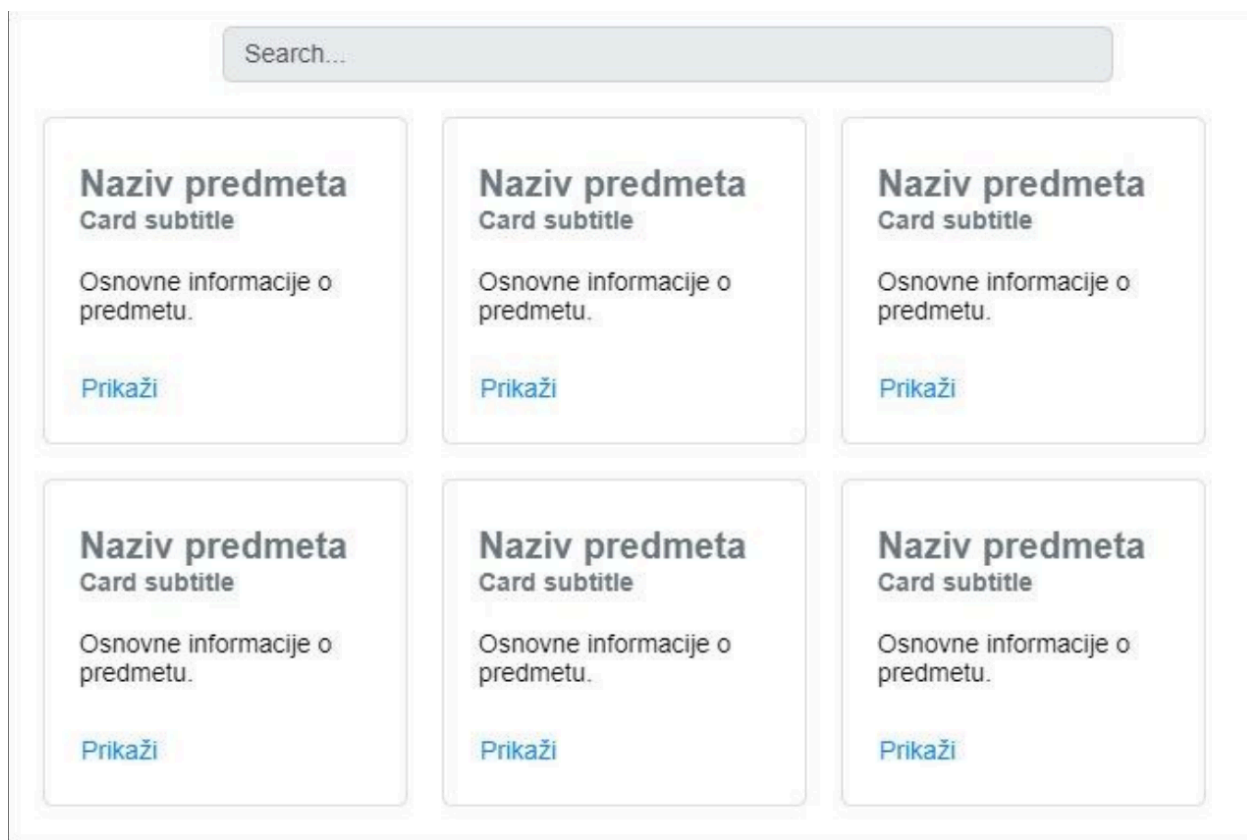 Search...
Naziv predmeta
Card subtitle
Osnovne informacije o
predmetu.
Prikaži
Naziv predmeta
Card subtitle
Osnovne informacije o
predmetu.
Prikaži
Naziv predmeta
Card subtitle
Osnovne informacije o
predmetu.
Prikaži
Naziv predmeta
Card subtitle
Osnovne informacije o
predmetu.
Prikaži
Naziv predmeta
Card subtitle
Osnovne informacije o
predmetu.
Prikaži
Naziv predmeta
Card subtitle
Osnovne informacije o
predmetu.
Prikaži